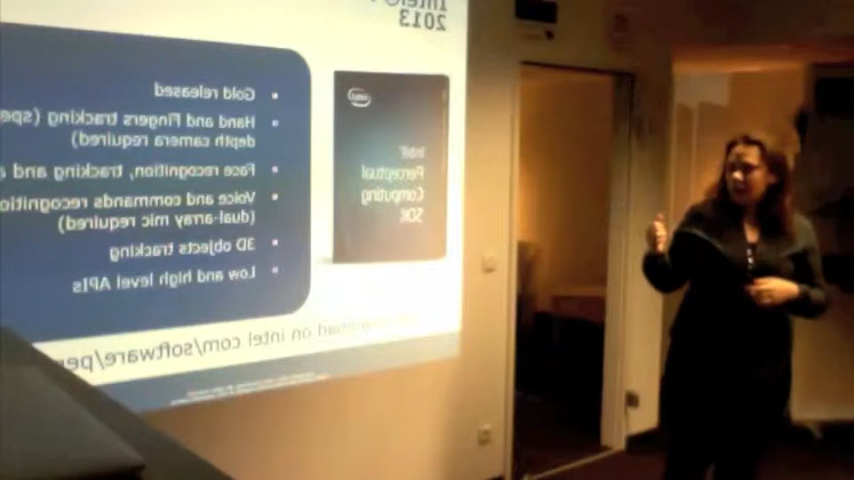 2013
intel
Intel®
Perceptual
Computing
SDK
Gold released
Hand and Fingers tracking
depth camera required)
Face recognition, tracking and
Voice and commands
(dual-array mic required)
3D objects tracking
Low and high level APIs
on intel.com/software/